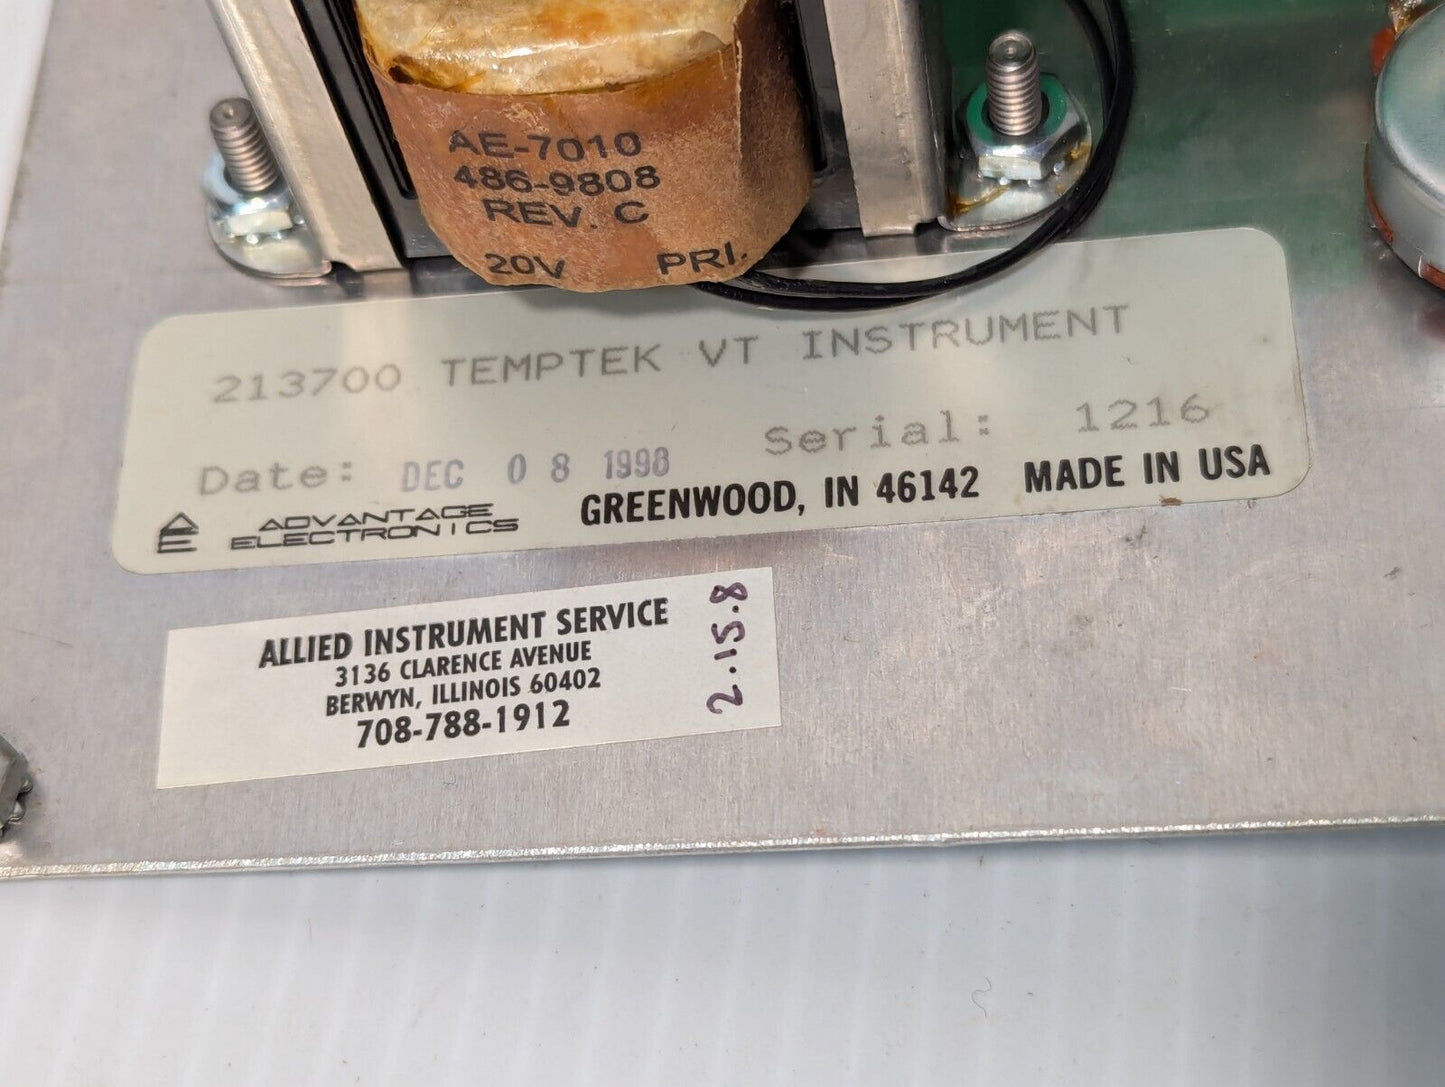 AE-7010
486-9808
REV. C
20V PRI.
213700 TEMPTEK VT INSTRUMENT
Date: DEC 08 1998 Serial: 1216
AE ADVANTAGE
ELECTRONICS GREENWOOD, IN 46142 MADE IN USA
ALLIED INSTRUMENT SERVICE
3136 CLARENCE AVENUE
BERWYN, ILLINOIS 60402
708-788-1912
2.15.8